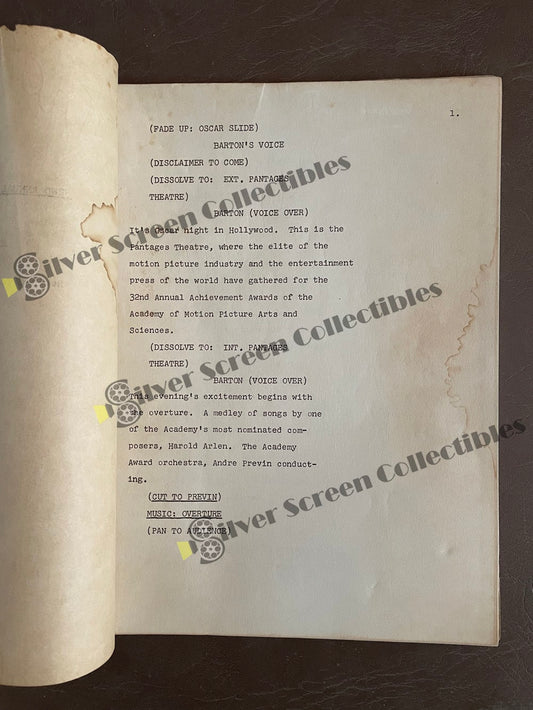 1.
(FADE UP: OSCAR SLIDE)
BARTON'S VOICE
(DISCLAIMER TO COME)
(DISSOLVE TO: EXT. PANTAGES
THEATRE)
BARTON (VOICE OVER)
It's Oscar night in Hollywood. This is the
Pantages Theatre, where the elite of the
motion picture industry and the entertainment
press of the world have gathered for the
32nd Annual Achievement Awards of the
Academy of Motion Picture Arts and
Sciences.
(DISSOLVE TO: INT. PANTAGES
THEATRE)
BARTON (VOICE OVER)
This evening's excitement begins with
the overture. A medley of songs by one
of the Academy's most nominated com-
posers, Harold Arlen. The Academy
Award orchestra, Andre Previn conduct-
ing.
(CUT TO PREVIN)
MUSIC: OVERTURE
(PAN TO AUDIENCE)
Silver Screen Collectibles
Silver Screen Collectibles
Silver Screen Collectibles